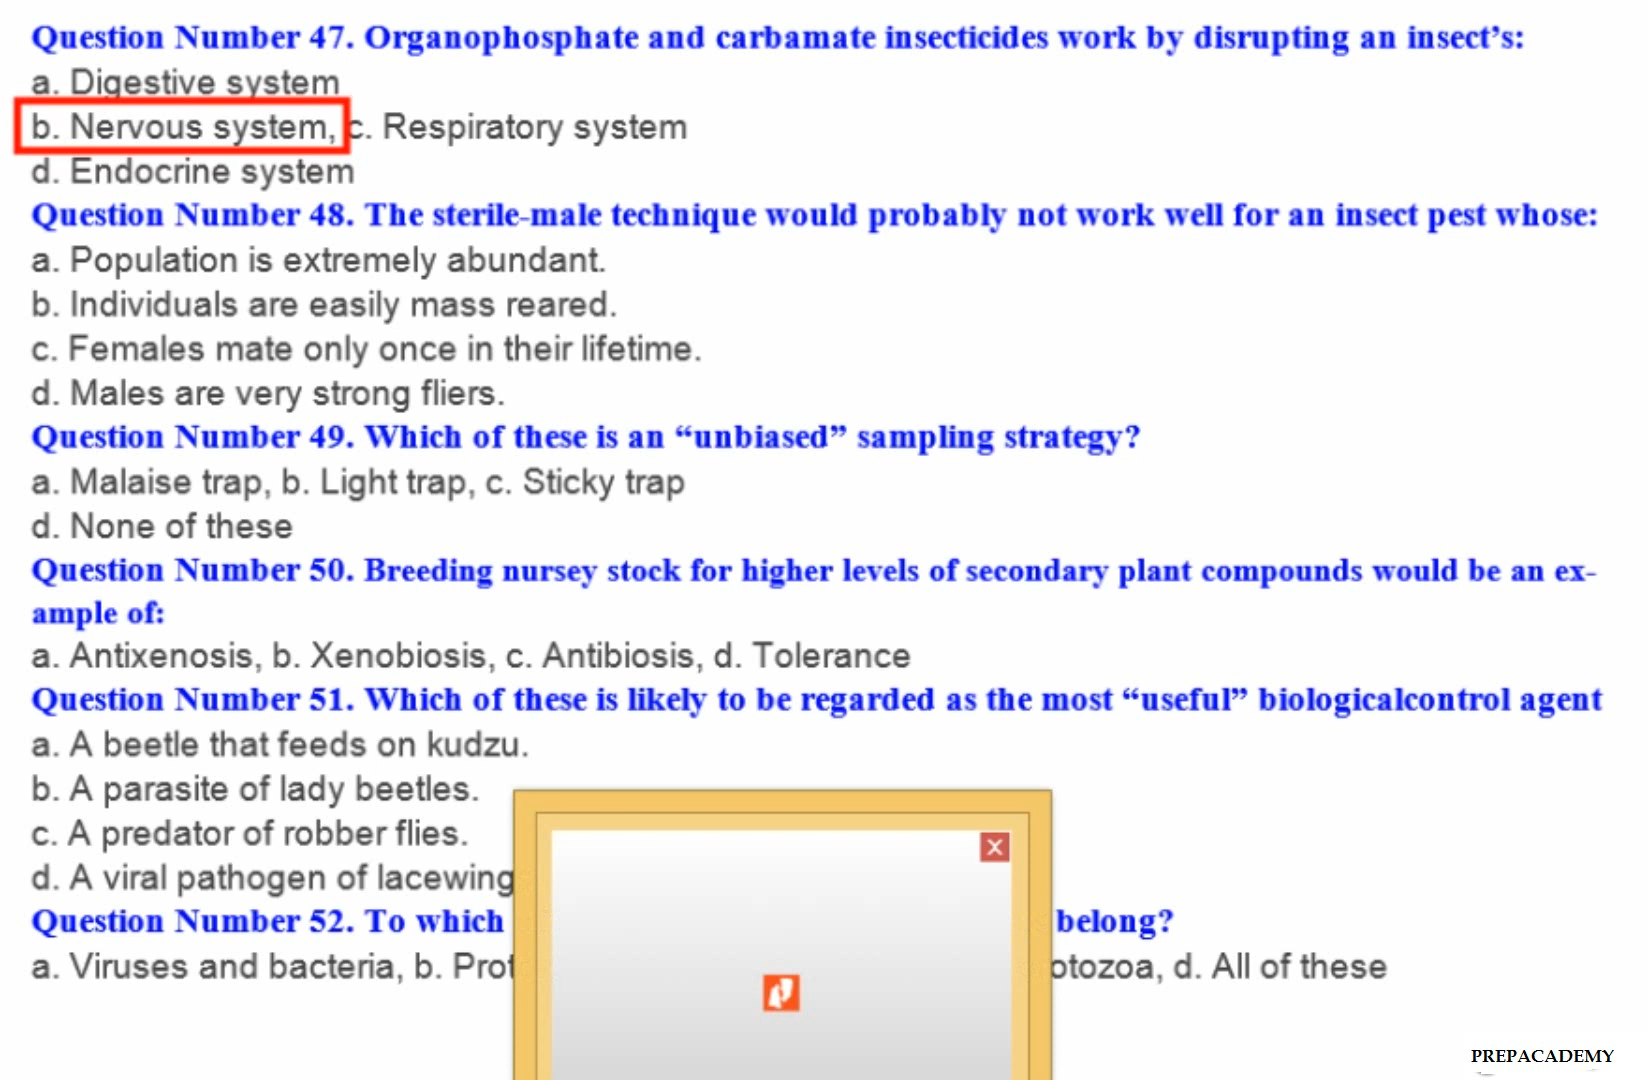 Question Number 47. Organophosphate and carbamate insecticides work by disrupting an insect's:
a. Digestive system
b. Nervous system, c. Respiratory system
d. Endocrine system
Question Number 48. The sterile-male technique would probably not work well for an insect pest whose:
a. Population is extremely abundant.
b. Individuals are easily mass reared.
c. Females mate only once in their lifetime.
d. Males are very strong fliers.
Question Number 49. Which of these is an “unbiased” sampling strategy?
a. Malaise trap, b. Light trap, c. Sticky trap
d. None of these
Question Number 50. Breeding nursey stock for higher levels of secondary plant compounds would be an ex-
ample of:
a. Antixenosis, b. Xenobiosis, c. Antibiosis, d. Tolerance
Question Number 51. Which of these is likely to be regarded as the most “useful” biologicalcontrol agent
a. A beetle that feeds on kudzu.
b. A parasite of lady beetles.
c. A predator of robber flies.
d. A viral pathogen of lacewing
Question Number 52. To which belong?
a. Viruses and bacteria, b. Prot otozoa, d. All of these
PREPACADEMY